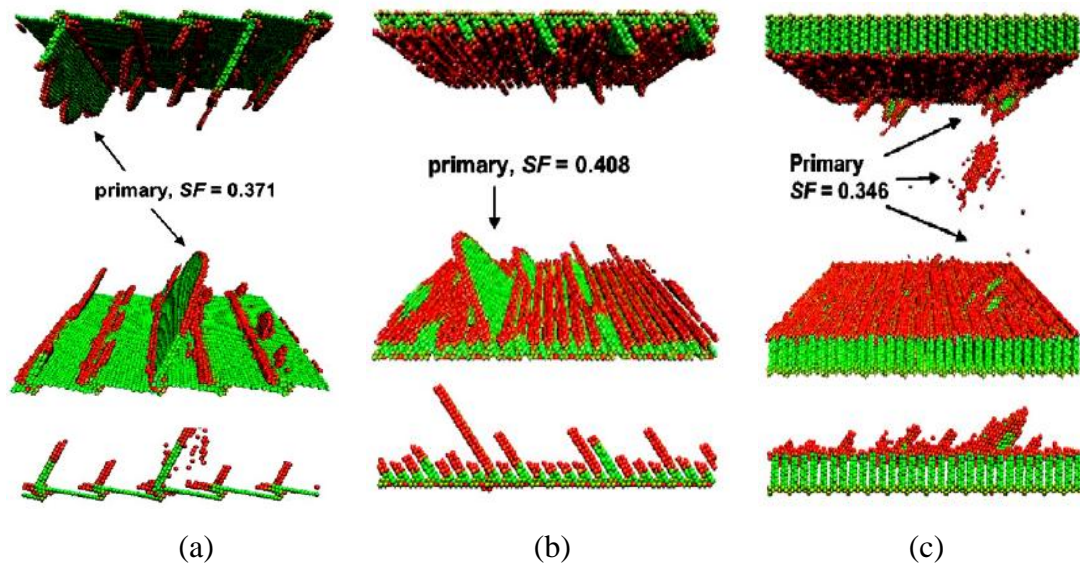 primary, SF = 0.371
primary, SF = 0.408
Primary
SF = 0.346
(a)
(b)
(c)